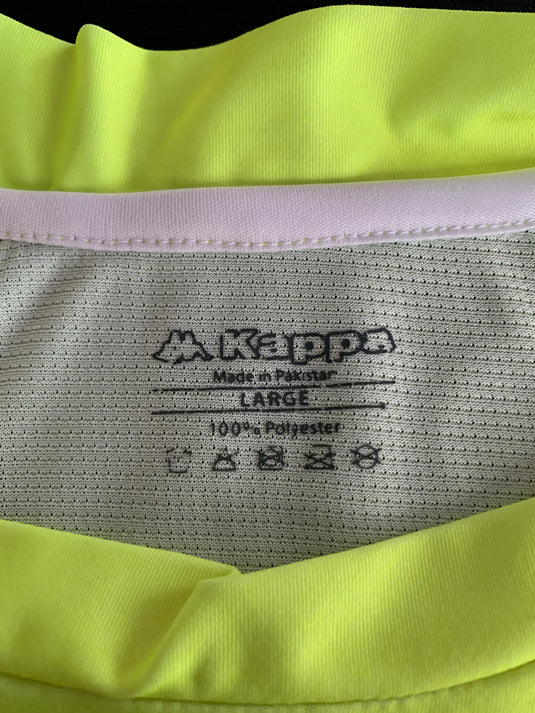 Kappa
Made in Pakistan
LARGE
100% Polyester